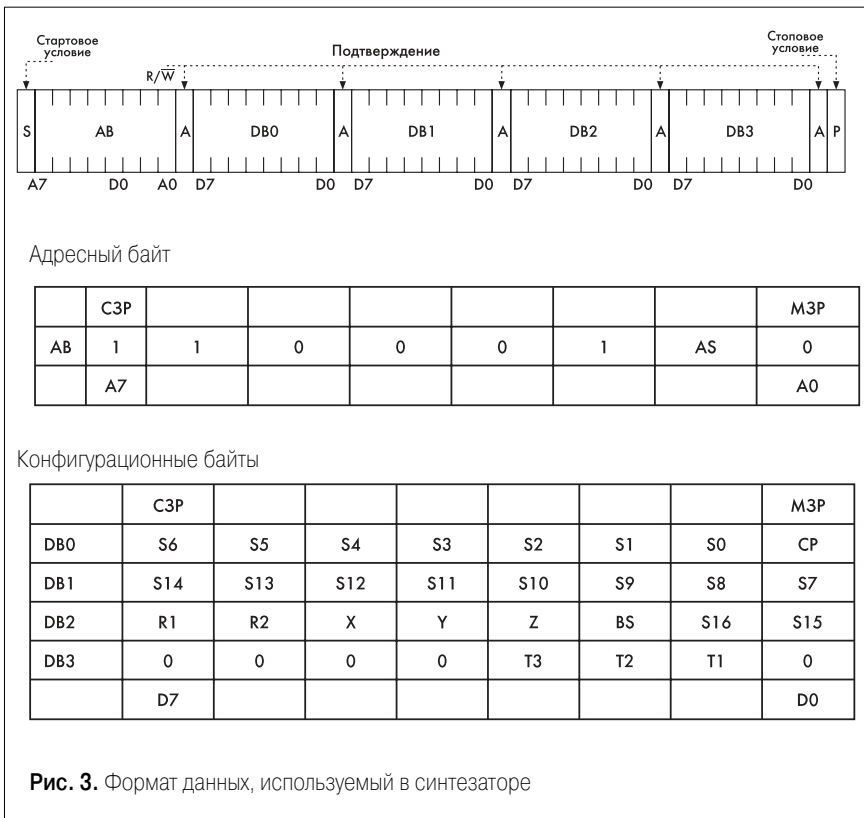 Стартовое условие
Подтверждение
Стоповое условие
R/W̅
S AB A DB0 A DB1 A DB2 A DB3 A P
A7 D0 A0 D7 D0 D7 D0 D7 D0 D7 D0
Адресный байт
СЗР МЗР
AB 1 1 0 0 0 1 AS 0
A7 A0
Конфигурационные байты
СЗР МЗР
DB0 S6 S5 S4 S3 S2 S1 S0 CP
DB1 S14 S13 S12 S11 S10 S9 S8 S7
DB2 R1 R2 X Y Z BS S16 S15
DB3 0 0 0 0 T3 T2 T1 0
D7 D0
Рис. 3. Формат данных, используемый в синтезаторе